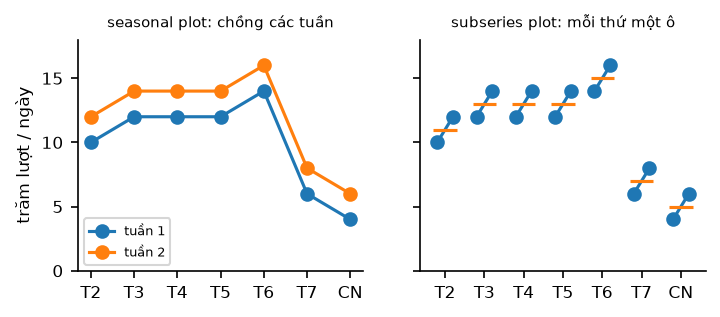 seasonal plot: chồng các tuần
trăm lượt / ngày
15
10
5
0
tuần 1
tuần 2
T2 T3 T4 T5 T6 T7 CN
subseries plot: mỗi thứ một ô
T2 T3 T4 T5 T6 T7 CN